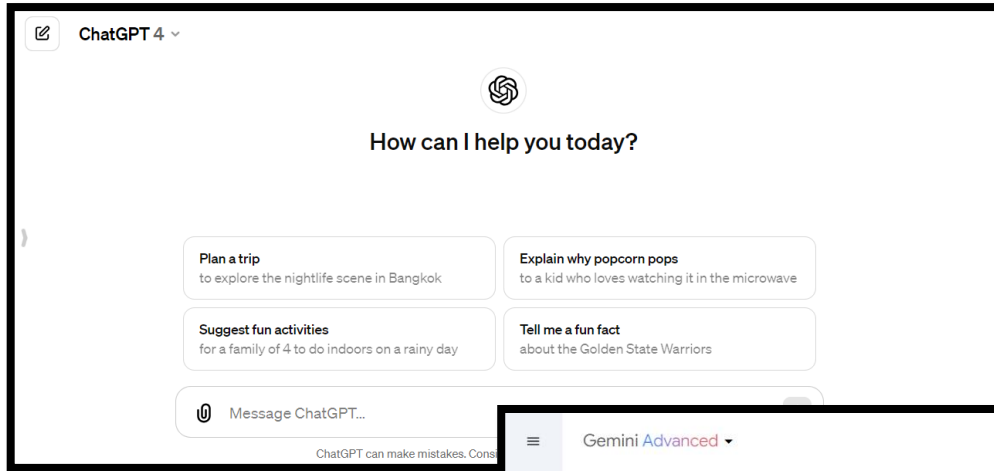 ChatGPT 4
How can I help you today?
Plan a trip
to explore the nightlife scene in Bangkok
Explain why popcorn pops
to a kid who loves watching it in the microwave
Suggest fun activities
for a family of 4 to do indoors on a rainy day
Tell me a fun fact
about the Golden State Warriors
Message ChatGPT...
ChatGPT can make mistakes.
Gemini Advanced